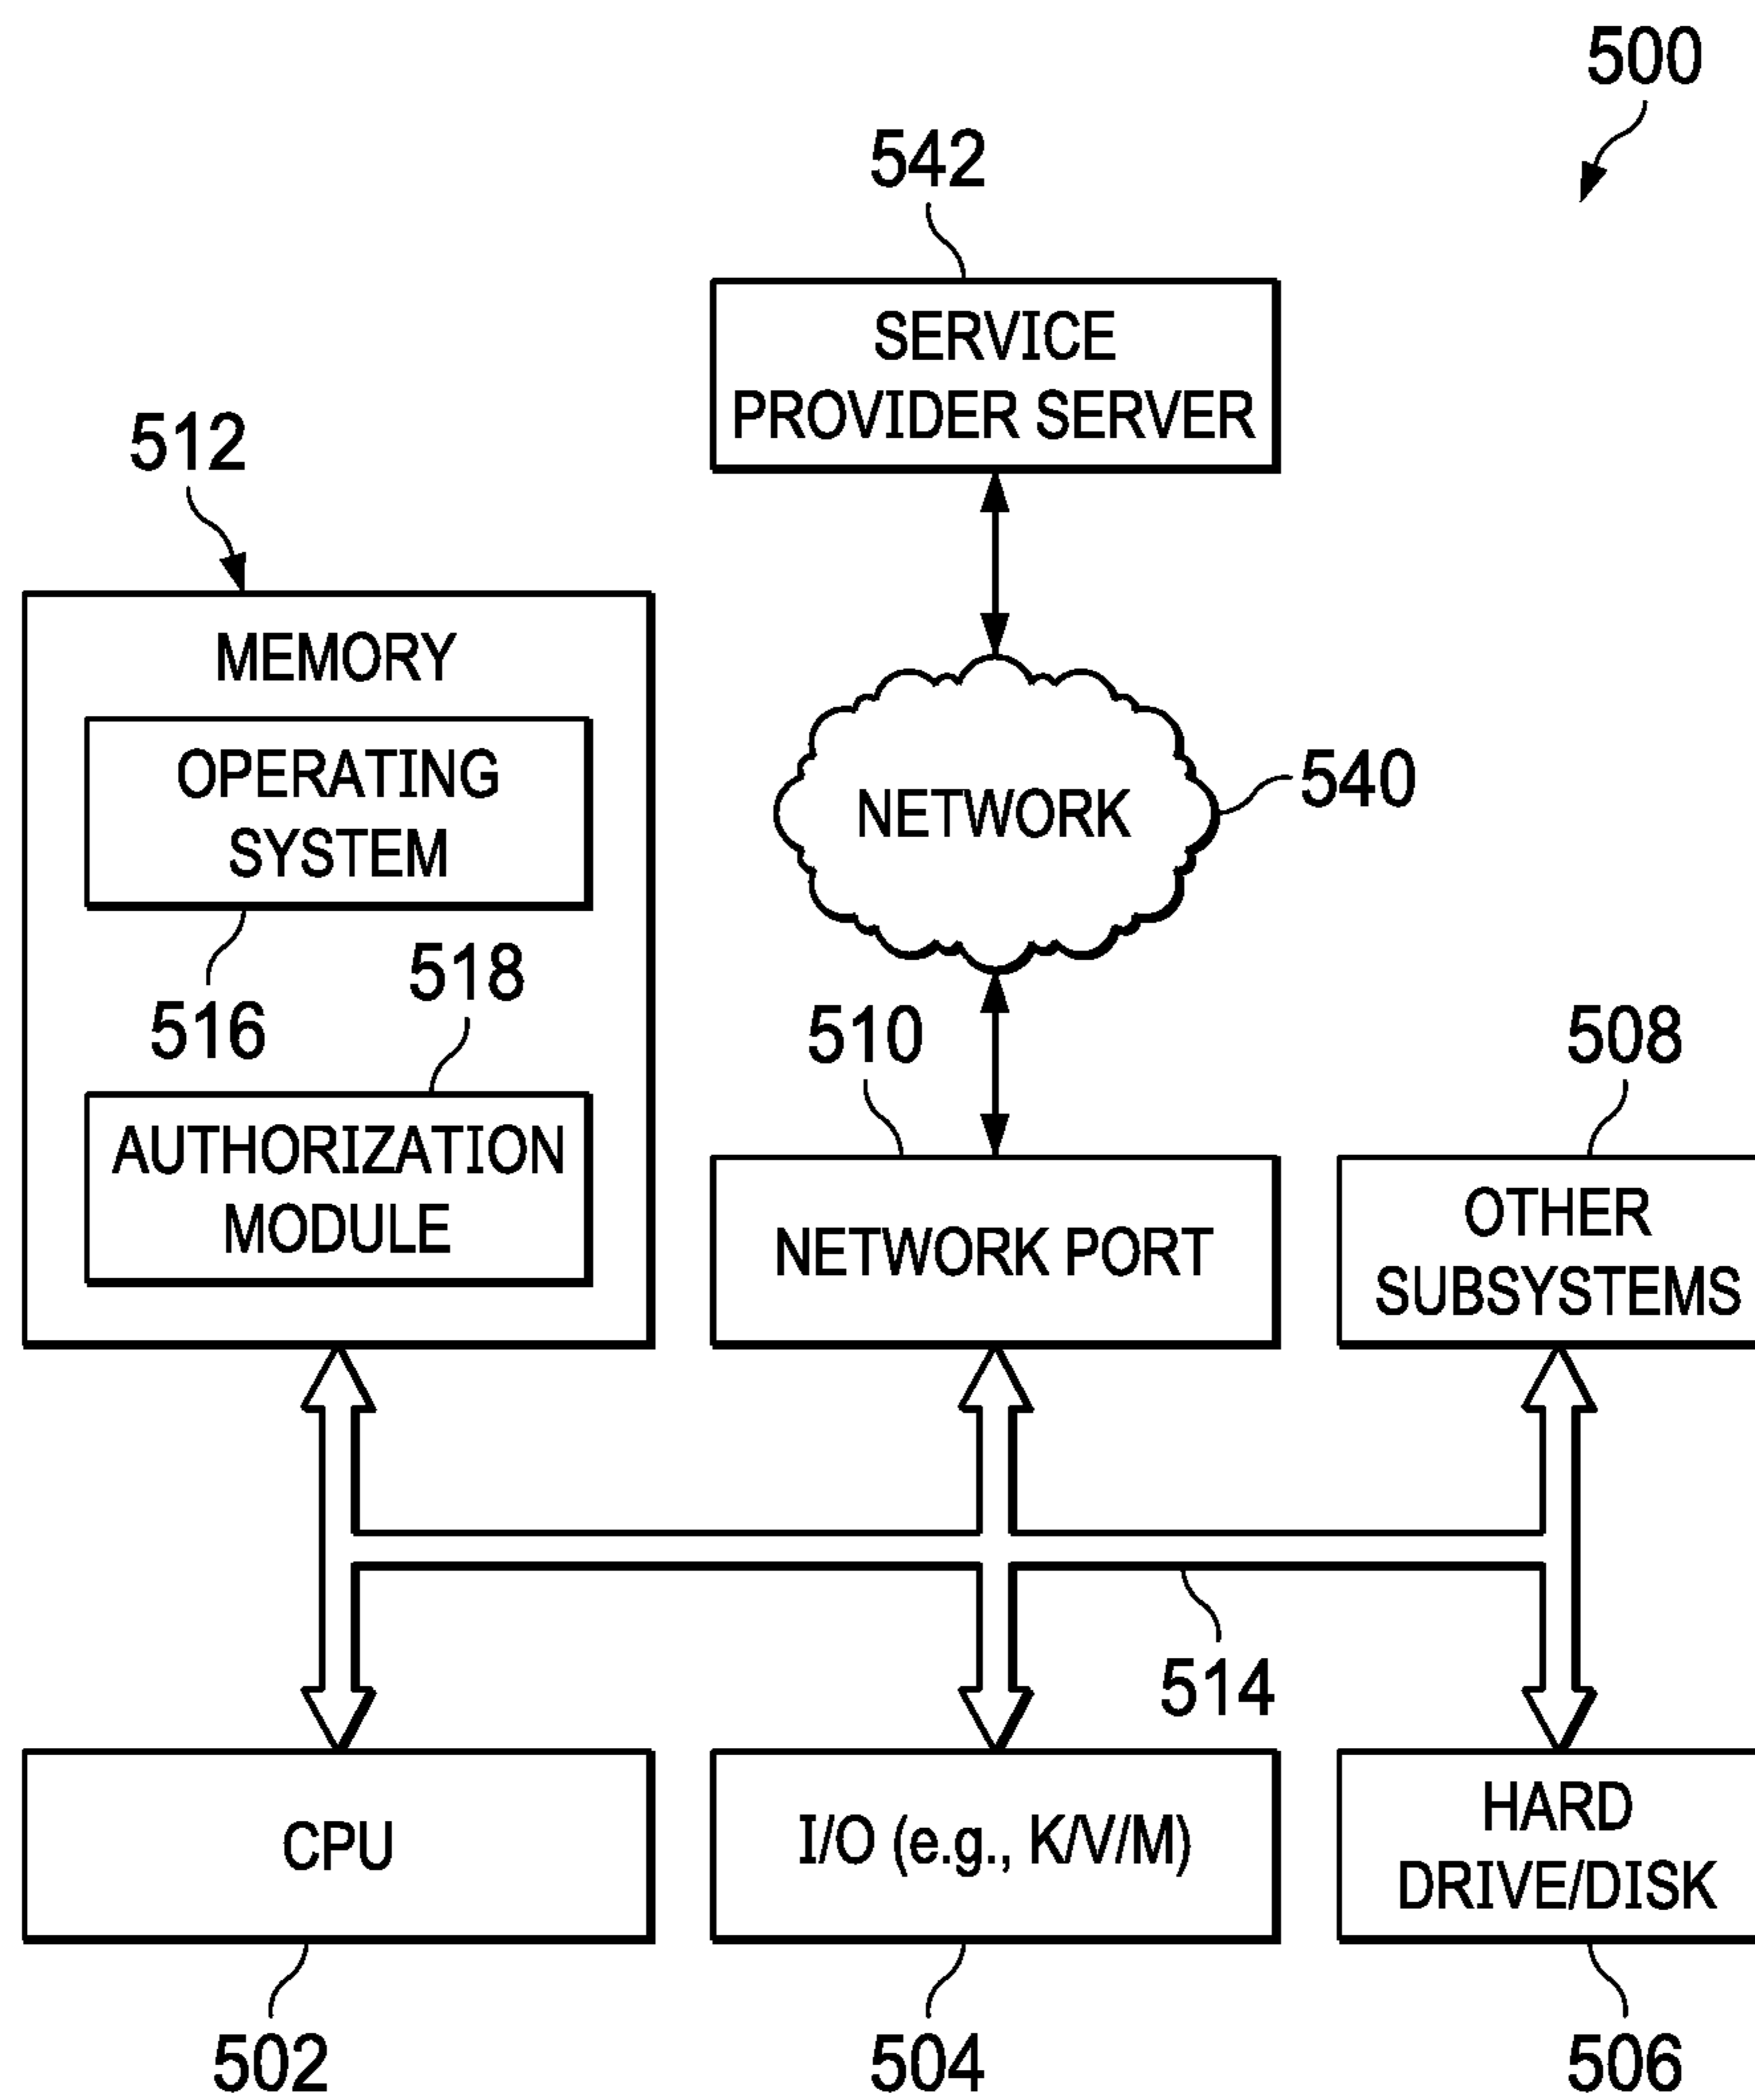 500
542
SERVICE
PROVIDER SERVER
512
MEMORY
OPERATING
SYSTEM
516
518
AUTHORIZATION
MODULE
NETWORK
540
510
NETWORK PORT
508
OTHER
SUBSYSTEMS
514
CPU
502
I/O (e.g., K/V/M)
504
HARD
DRIVE/DISK
506